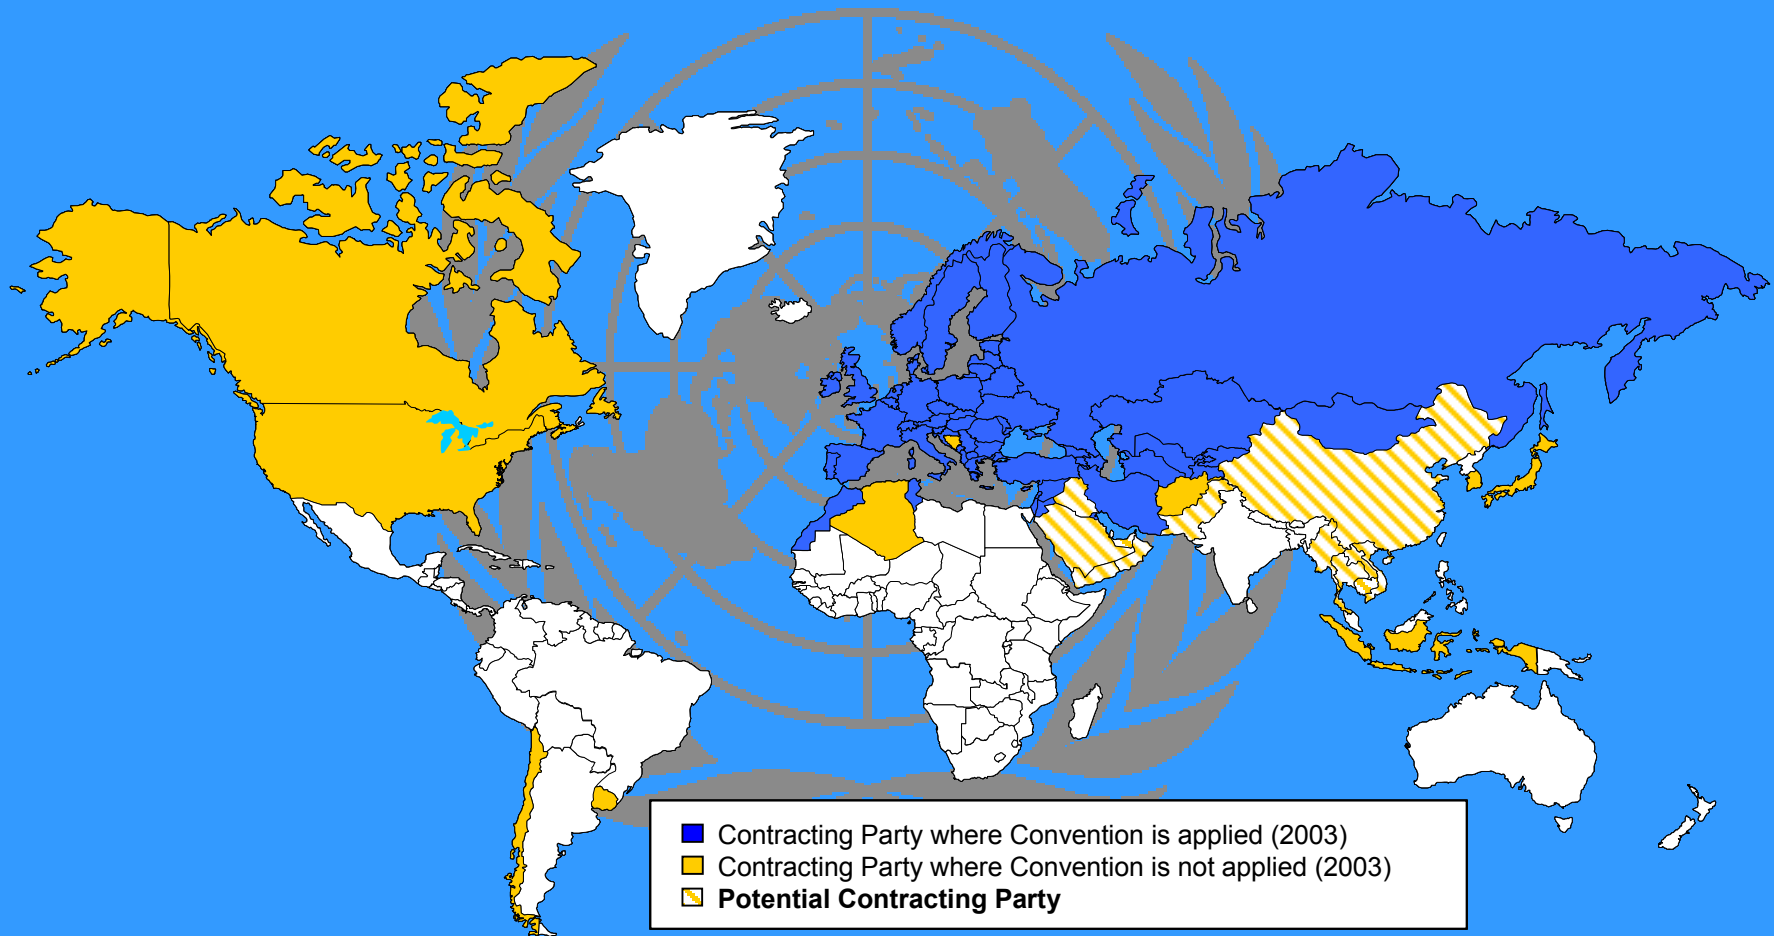 Contracting Party where Convention is applied (2003)
Contracting Party where Convention is not applied (2003)
Potential Contracting Party